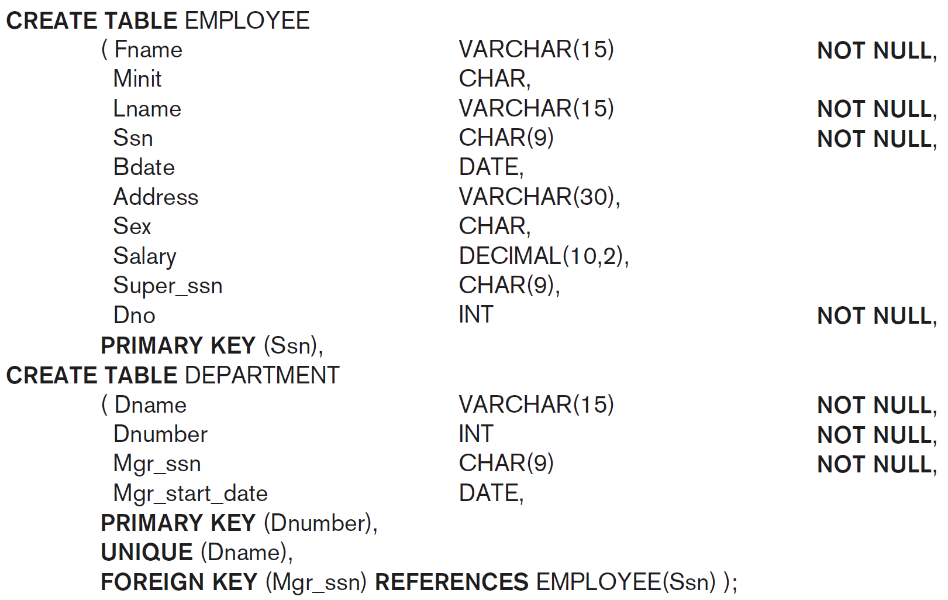 CREATE TABLE EMPLOYEE
( Fname VARCHAR(15) NOT NULL,
Minit CHAR,
Lname VARCHAR(15) NOT NULL,
Ssn CHAR(9) NOT NULL,
Bdate DATE,
Address VARCHAR(30),
Sex CHAR,
Salary DECIMAL(10,2),
Super_ssn CHAR(9),
Dno INT NOT NULL,
PRIMARY KEY (Ssn),
CREATE TABLE DEPARTMENT
( Dname VARCHAR(15) NOT NULL,
Dnumber INT NOT NULL,
Mgr_ssn CHAR(9) NOT NULL,
Mgr_start_date DATE,
PRIMARY KEY (Dnumber),
UNIQUE (Dname),
FOREIGN KEY (Mgr_ssn) REFERENCES EMPLOYEE(Ssn) );